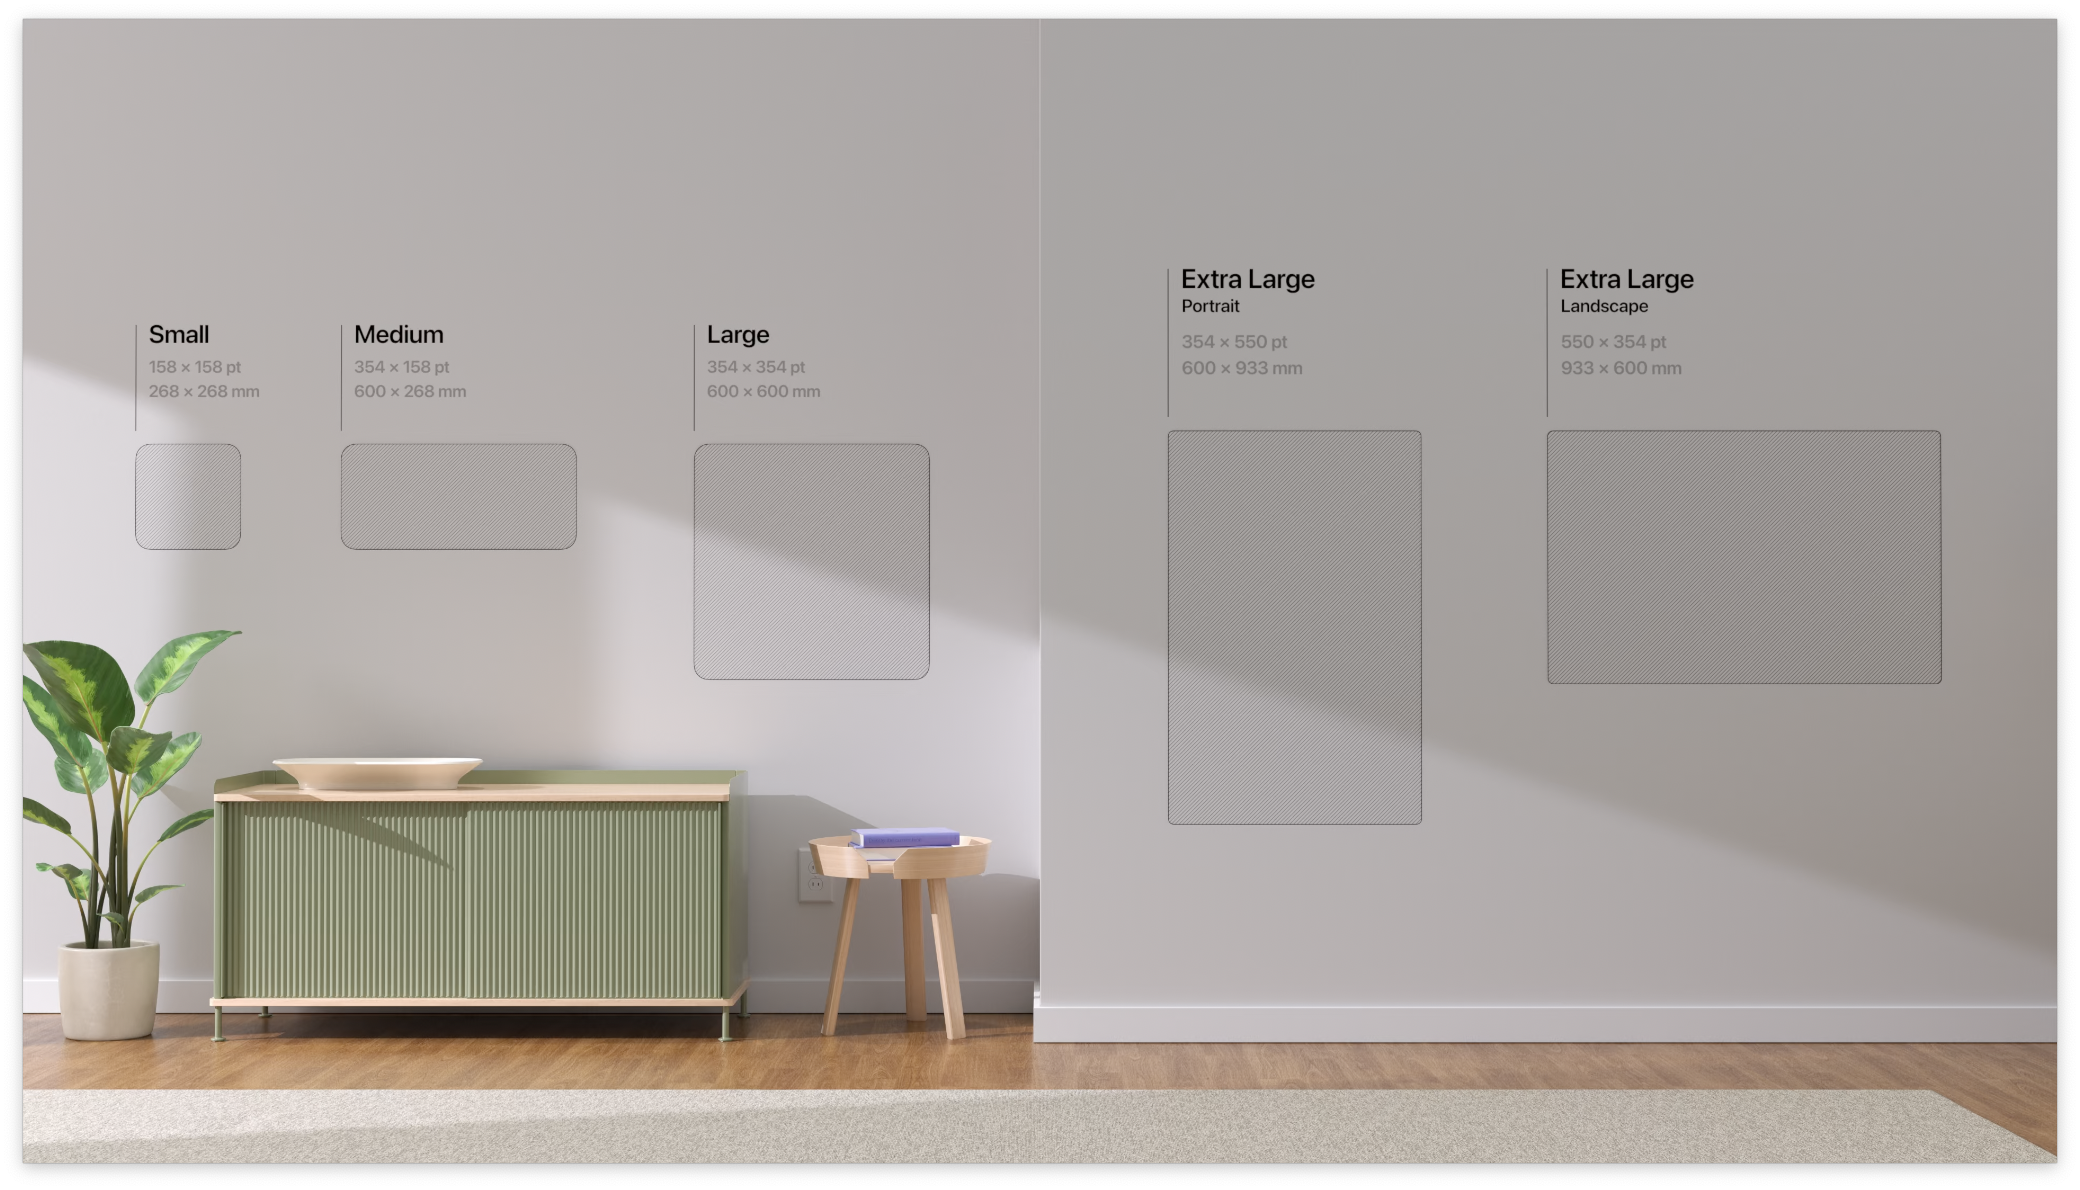 Small
158 × 158 pt
268 × 268 mm
Medium
354 × 158 pt
600 × 268 mm
Large
354 × 354 pt
600 × 600 mm
Extra Large
Portrait
354 × 550 pt
600 × 933 mm
Extra Large
Landscape
550 × 354 pt
933 × 600 mm